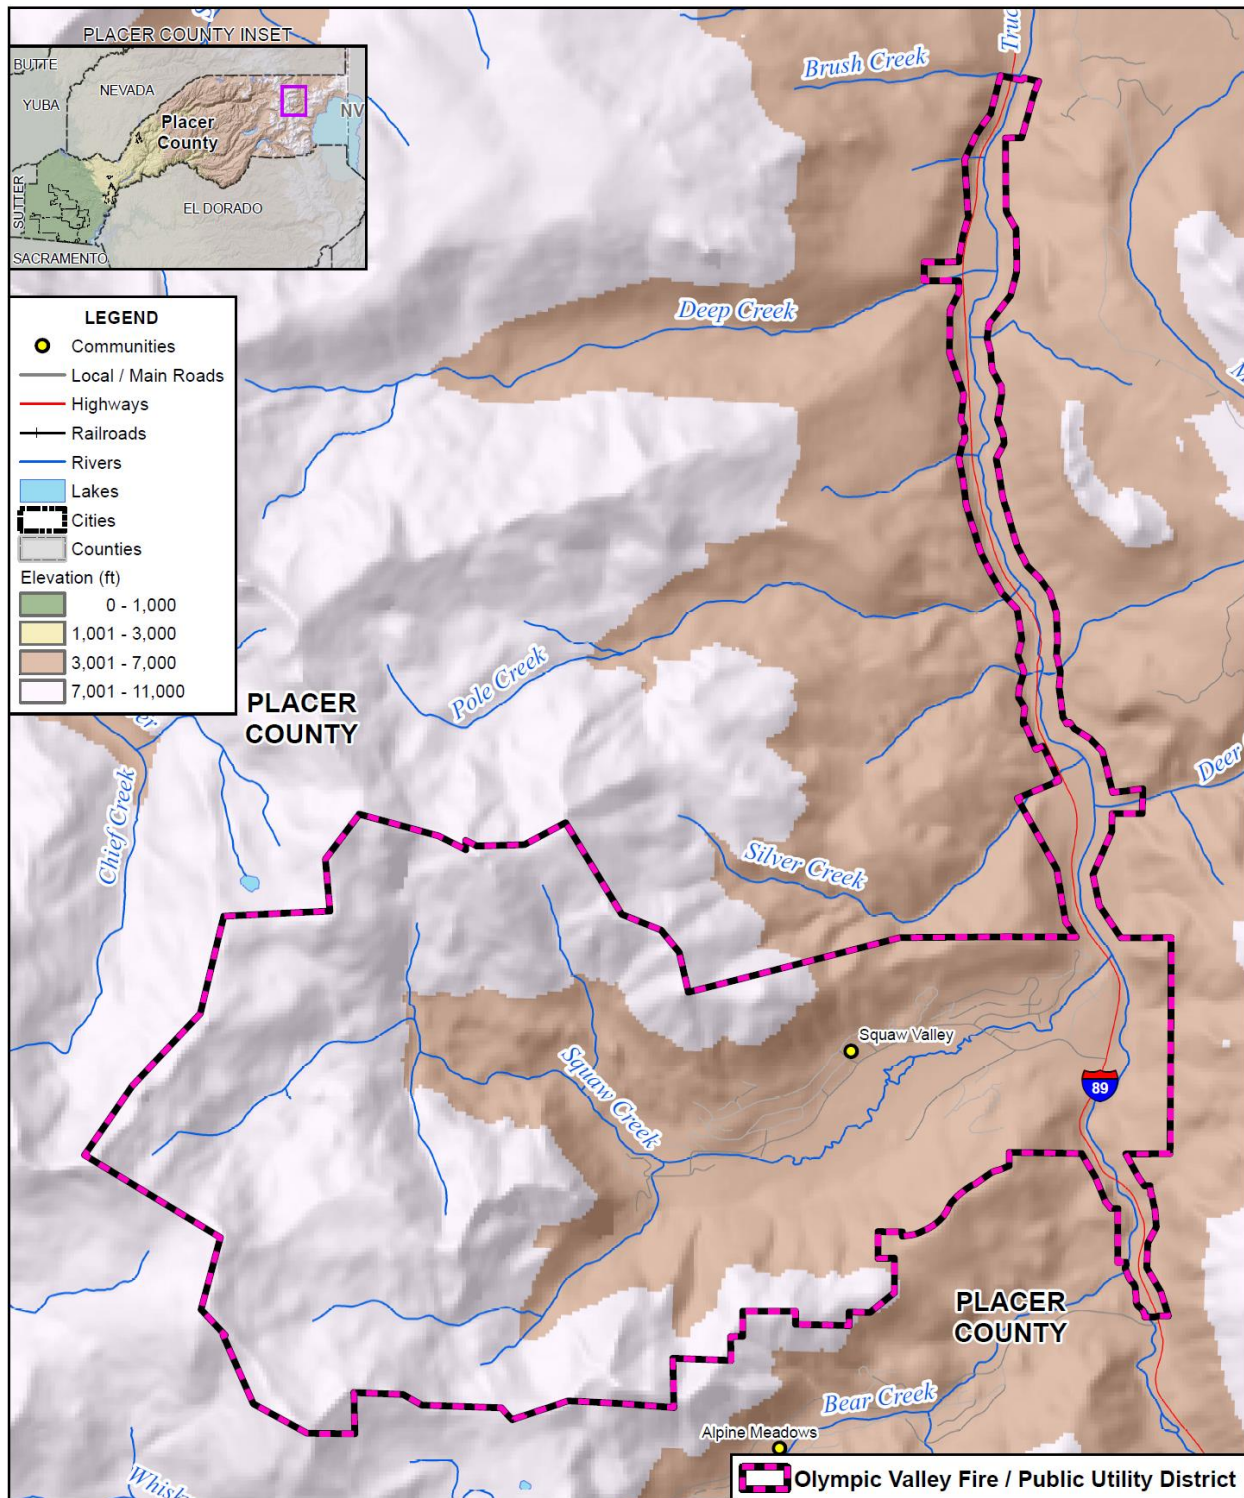 PLACER COUNTY INSET
BUTTE
YUBA
NEVADA
Placer
County
NV
SUTTER
EL DORADO
SACRAMENTO
LEGEND
Communities
Local / Main Roads
Highways
Railroads
Rivers
Lakes
Cities
Counties
Elevation (ft)
0 - 1,000
1,001 - 3,000
3,001 - 7,000
7,001 - 11,000
Brush Creek
Deep Creek
Pole Creek
PLACER
COUNTY
Chief Creek
Deer
Silver Creek
Squaw Valley
Squaw Creek
89
PLACER
COUNTY
Bear Creek
Alpine Meadows
Olympic Valley Fire / Public Utility District